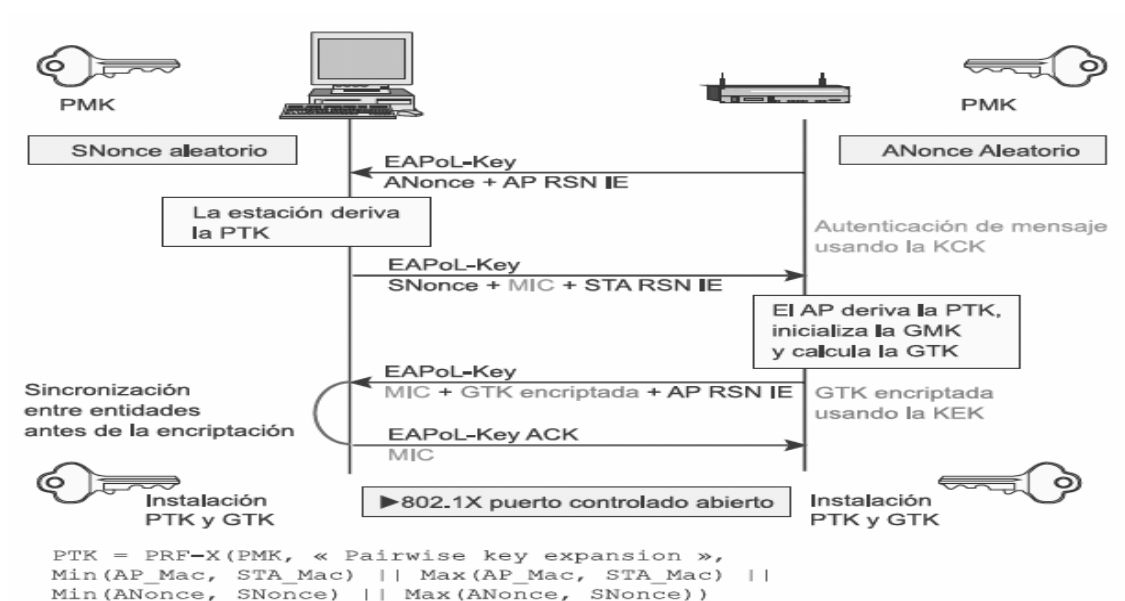 PMK
PMK
SNonce aleatorio
ANonce Aleatorio
EAPoL-Key
ANonce + AP RSN IE
La estación deriva
la PTK
Autenticación de mensaje
usando la KCK
EAPoL-Key
SNonce + MIC + STA RSN IE
El AP deriva la PTK,
inicializa la GMK
y calcula la GTK
EAPoL-Key
MIC + GTK encriptada + AP RSN IE
GTK encriptada
usando la KEK
Sincronización
entre entidades
antes de la encriptación
EAPoL-Key ACK
MIC
Instalación
PTK y GTK
►802.1X puerto controlado abierto
Instalación
PTK y GTK
PTK = PRF-X(PMK, « Pairwise key expansion »,
Min(AP_Mac, STA_Mac) || Max(AP_Mac, STA_Mac) ||
Min(ANonce, SNonce) || Max(ANonce, SNonce))